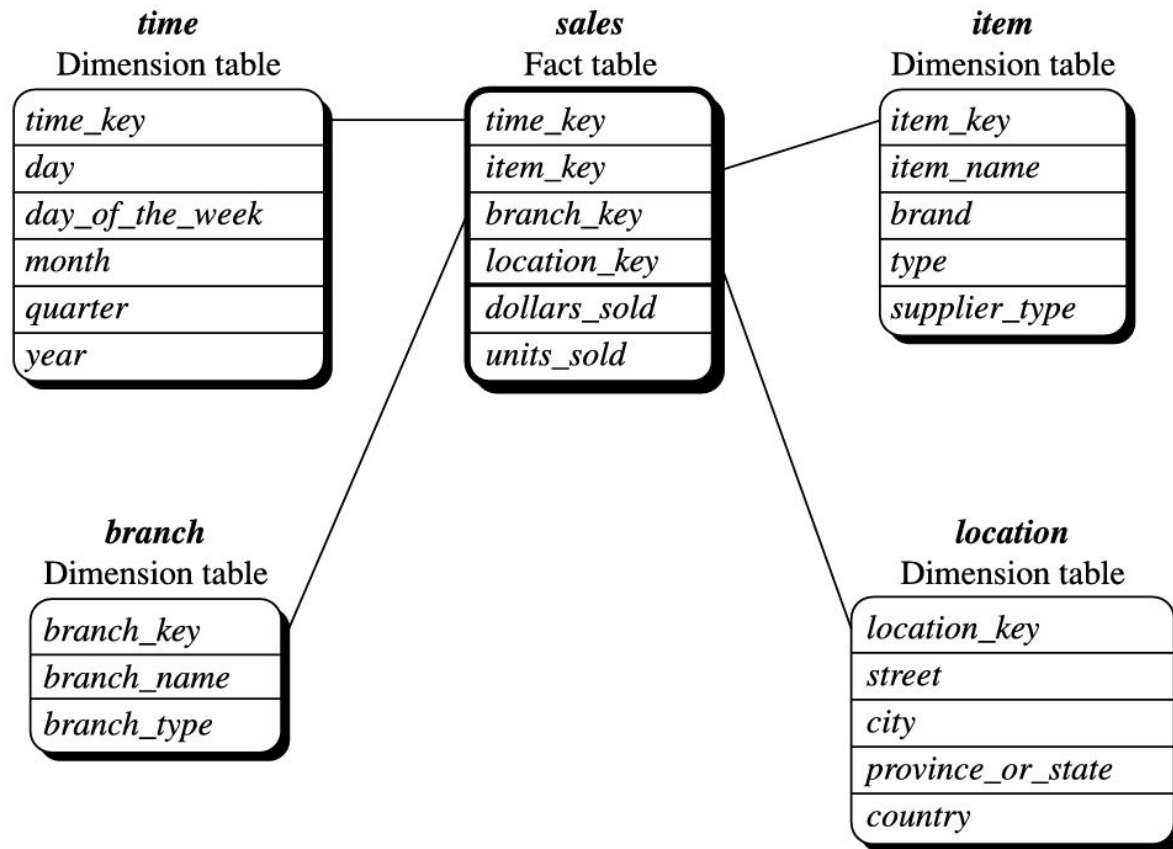 time
Dimension table
time_key
day
day_of_the_week
month
quarter
year
sales
Fact table
time_key
item_key
branch_key
location_key
dollars_sold
units_sold
item
Dimension table
item_key
item_name
brand
type
supplier_type
branch
Dimension table
branch_key
branch_name
branch_type
location
Dimension table
location_key
street
city
province_or_state
country